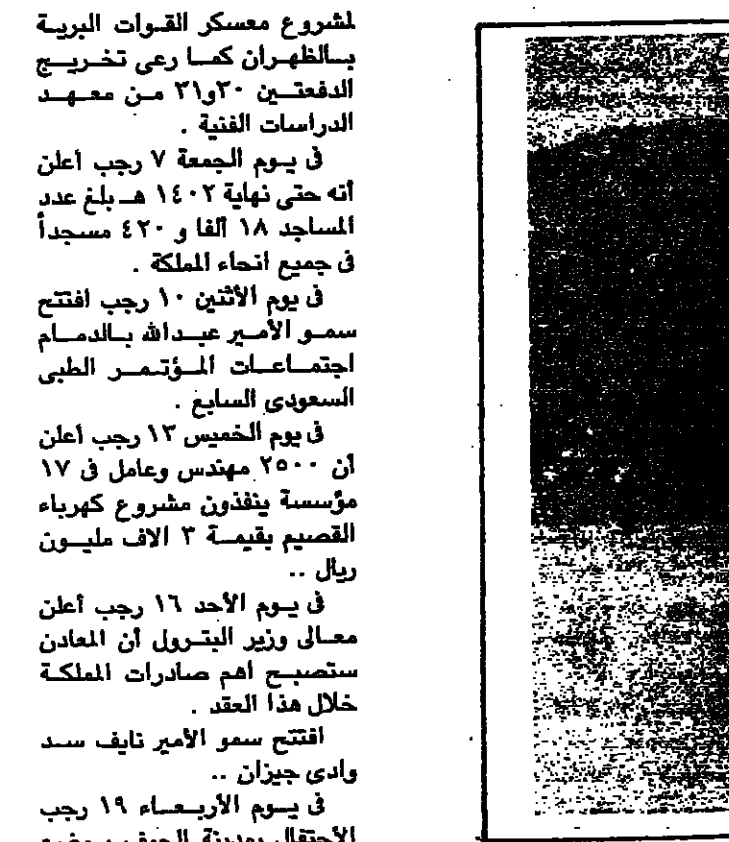 لمشروع معسكر القوات البرية
بالظهران كما رعى تخريج
الدفعتين ٣٠و٣١ من معهد
الدراسات الفنية .
فى يوم الجمعة ٧ رجب أعلن
أنه حتى نهاية ١٤٠٢ هـ بلغ عدد
المساجد ١٨ ألفا و ٤٢٠ مسجداً
فى جميع انحاء المملكة .
فى يوم الأثنين ١٠ رجب افتتح
سمو الأمير عبدالله بالدمام
اجتماعات المؤتمر الطبى
السعودى السابع .
فى يوم الخميس ١٣ رجب أعلن
أن ٢٥٠٠ مهندس وعامل فى ١٧
مؤسسة ينفذون مشروع كهرباء
القصيم بقيمة ٣ الاف مليون
ريال ..
فى يوم الأحد ١٦ رجب أعلن
معالى وزير البترول أن المعادن
ستصبح اهم صادرات المملكة
خلال هذا العقد .
افتتح سمو الأمير نايف سد
وادى جيزان ..
فى يوم الأربعاء ١٩ رجب
الأحتفال بمدينة الجوف